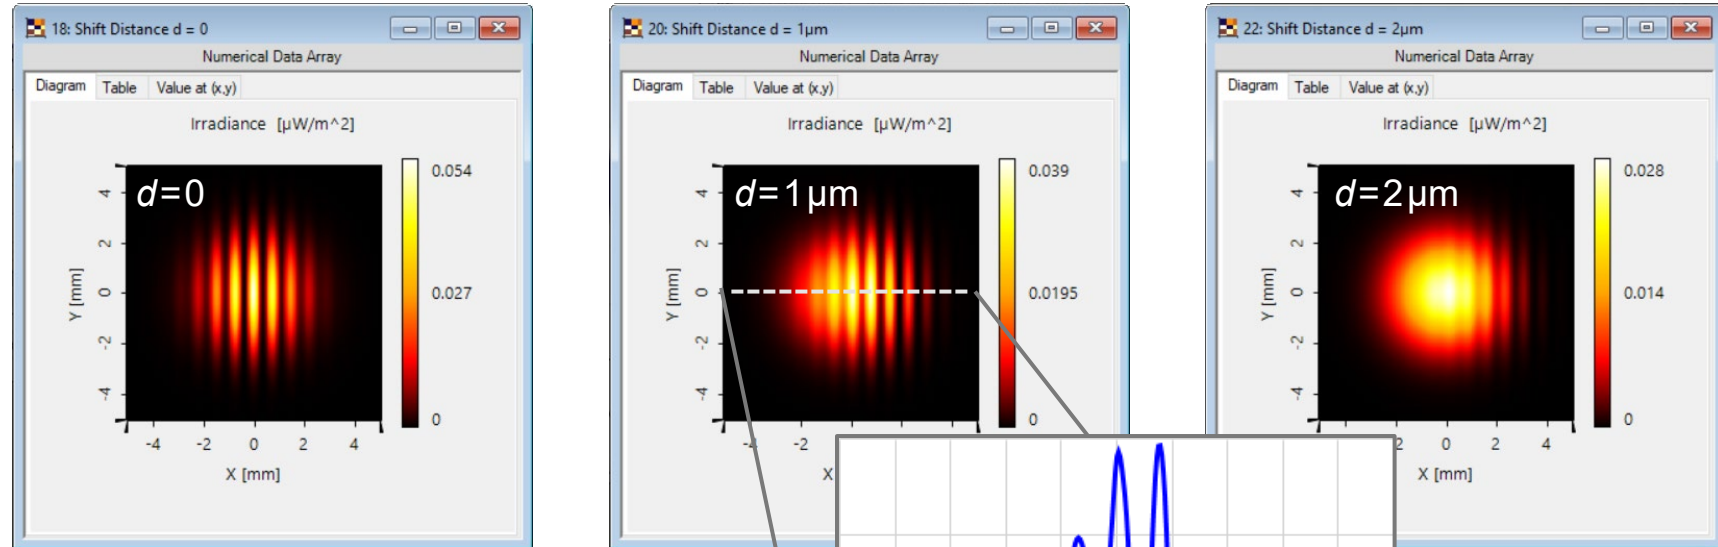 18: Shift Distance d = 0
Numerical Data Array
Diagram Table Value at (x,y)
Irradiance [µW/m^2]
d=0
0.054
0.027
0
4
2
0
-2
-4
Y [mm]
-4 -2 0 2 4
X [mm]
20: Shift Distance d = 1µm
Numerical Data Array
Diagram Table Value at (x,y)
Irradiance [µW/m^2]
d=1µm
0.039
0.0195
0
4
2
0
-2
-4
Y [mm]
-4 -2
X
22: Shift Distance d = 2µm
Numerical Data Array
Diagram Table Value at (x,y)
Irradiance [µW/m^2]
d=2µm
0.028
0.014
0
4
2
0
-2
-4
Y [mm]
2 0 2 4
X [mm]